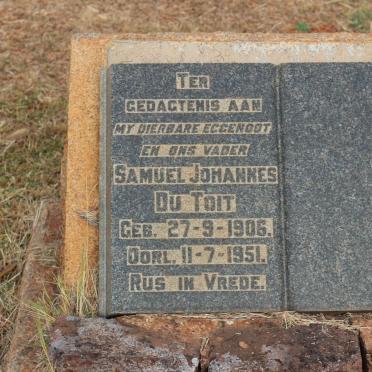 TER
GEDAGTENIS AAN
MY DIERBARE EGGENOOT
EN ONS VADER
SAMUEL JOHANNES
DU TOIT
GEB. 27-9-1906.
OORL. 11-7-1951.
RUS IN VREDE.